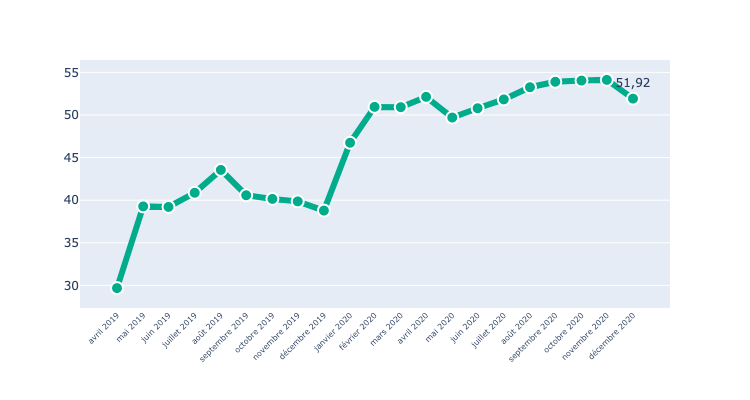 55
50
45
40
35
30
51,92
avril 2019
mai 2019
juin 2019
juillet 2019
août 2019
septembre 2019
octobre 2019
novembre 2019
décembre 2019
janvier 2020
février 2020
mars 2020
avril 2020
mai 2020
juin 2020
juillet 2020
août 2020
septembre 2020
octobre 2020
novembre 2020
décembre 2020